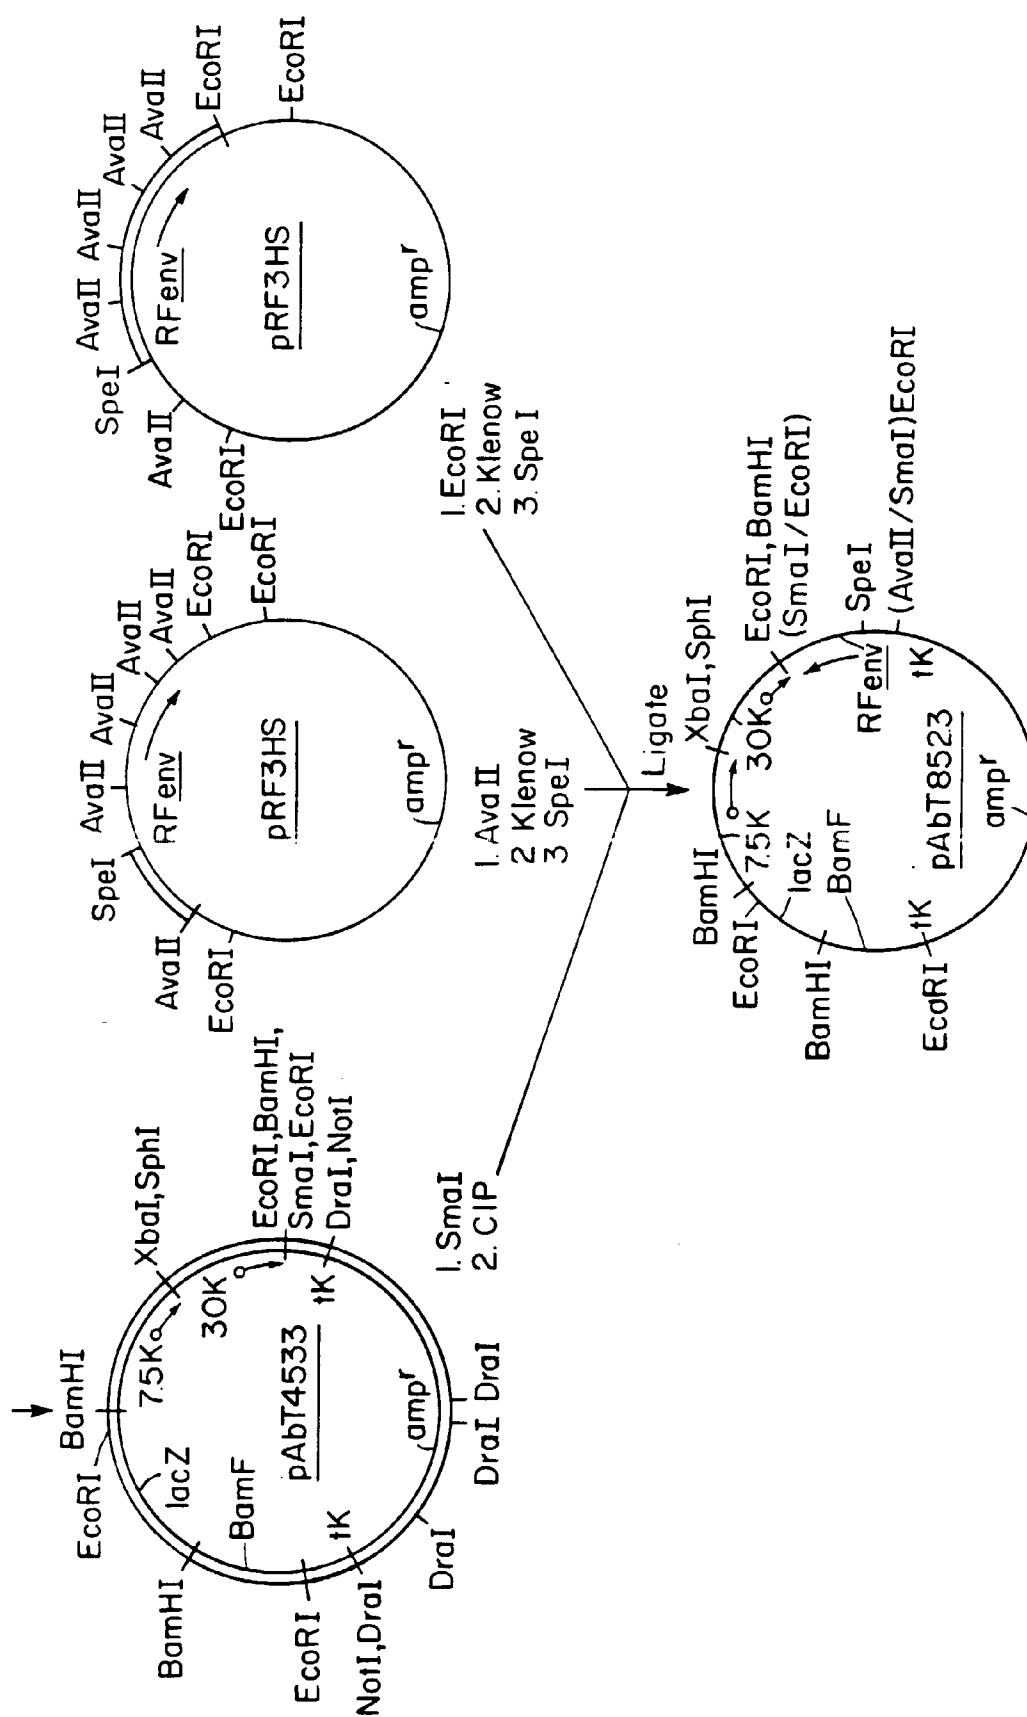 BamHI
EcoRI
XbaI,SphI
7.5K
30K
lacZ
BamHI
BamF
EcoRI,BamHI,
SmaI,EcoRI
pAbT4533
EcoRI
tK
tK
DraI,NotI
NotI,DraI
amp^r
DraI
DraI DraI
1. SmaI
2. CIP
SpeI
AvaII
AvaII
AvaII
AvaII
AvaII
RFenv
EcoRI
EcoRI
EcoRI
pRF3HS
amp^r
1. AvaII
2 Klenow
3 SpeI
SpeI
AvaII
AvaII
AvaII
AvaII
AvaII
RFenv
EcoRI
EcoRI
EcoRI
pRF3HS
amp^r
1. EcoRI
2. Klenow
3. SpeI
Ligate
BamHI
XbaI,SphI
EcoRI
7.5K
30K
EcoRI,BamHI
(SmaI/EcoRI)
lacZ
BamHI
BamF
SpeI
RFenv
(AvaII/SmaI)EcoRI
EcoRI
tK
tK
pAbT8523
amp^r